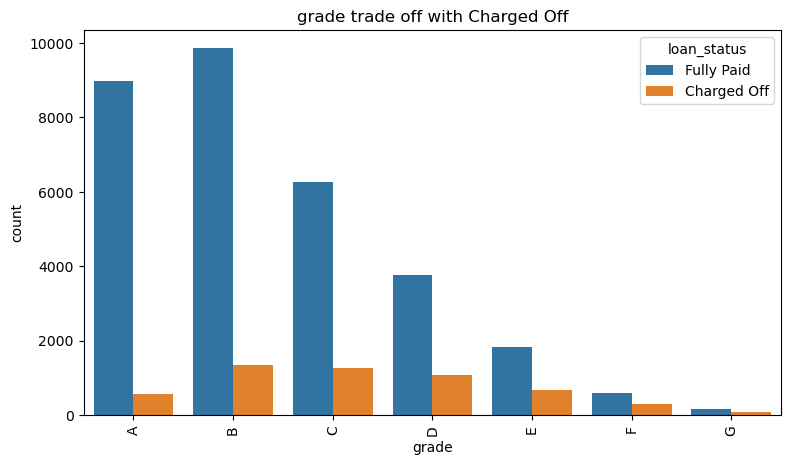 grade trade off with Charged Off
loan_status
Fully Paid
Charged Off
10000
8000
6000
4000
2000
0
count
A
B
C
D
E
F
G
grade